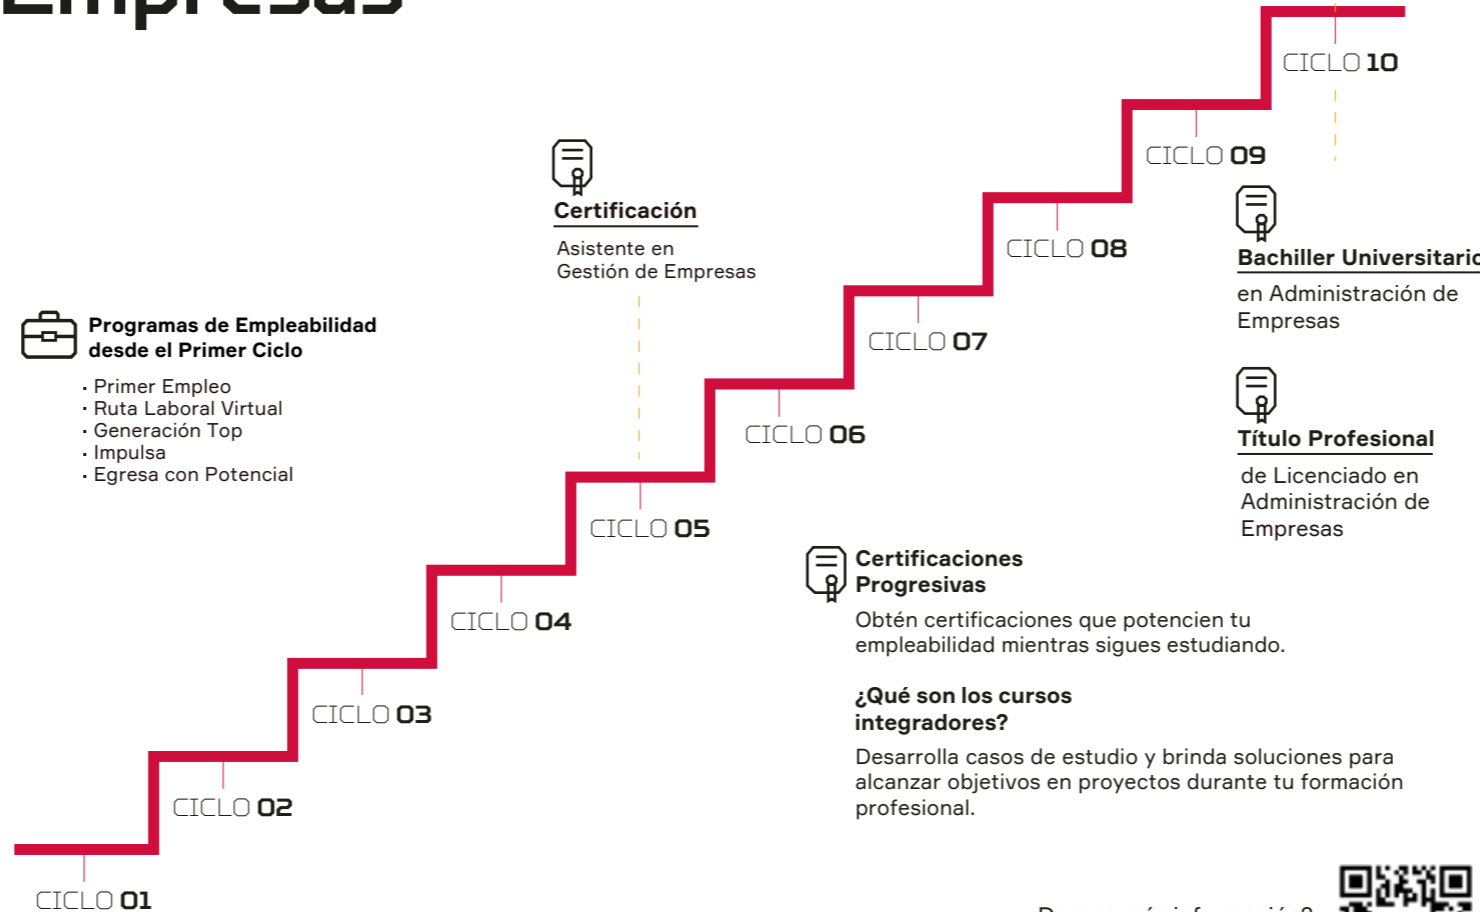 Empresas
CICLO 10
CICLO 09
Certificación
Asistente en
Gestión de Empresas
CICLO 08
Bachiller Universitario
en Administración de
Empresas
Programas de Empleabilidad
desde el Primer Ciclo
· Primer Empleo
· Ruta Laboral Virtual
· Generación Top
· Impulsa
· Egresa con Potencial
CICLO 07
Título Profesional
de Licenciado en
Administración de
Empresas
CICLO 06
CICLO 05
Certificaciones
Progresivas
Obtén certificaciones que potencien tu
empleabilidad mientras sigues estudiando.
CICLO 04
¿Qué son los cursos
integradores?
Desarrolla casos de estudio y brinda soluciones para
alcanzar objetivos en proyectos durante tu formación
profesional.
CICLO 03
CICLO 02
CICLO 01